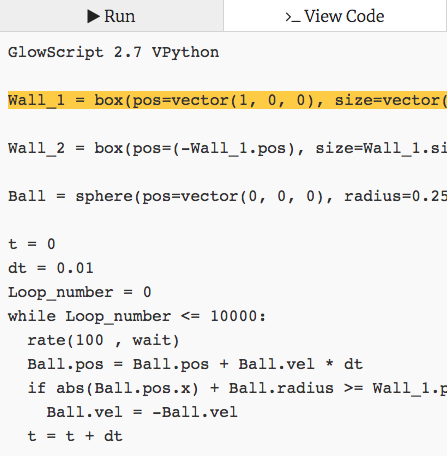 ▶ Run
>_ View Code
GlowScript 2.7 VPython
Wall_1 = box(pos=vector(1, 0, 0), size=vector(
Wall_2 = box(pos=(-Wall_1.pos), size=Wall_1.si
Ball = sphere(pos=vector(0, 0, 0), radius=0.25
t = 0
dt = 0.01
Loop_number = 0
while Loop_number <= 10000:
  rate(100 , wait)
  Ball.pos = Ball.pos + Ball.vel * dt
  if abs(Ball.pos.x) + Ball.radius >= Wall_1.p
    Ball.vel = -Ball.vel
  t = t + dt